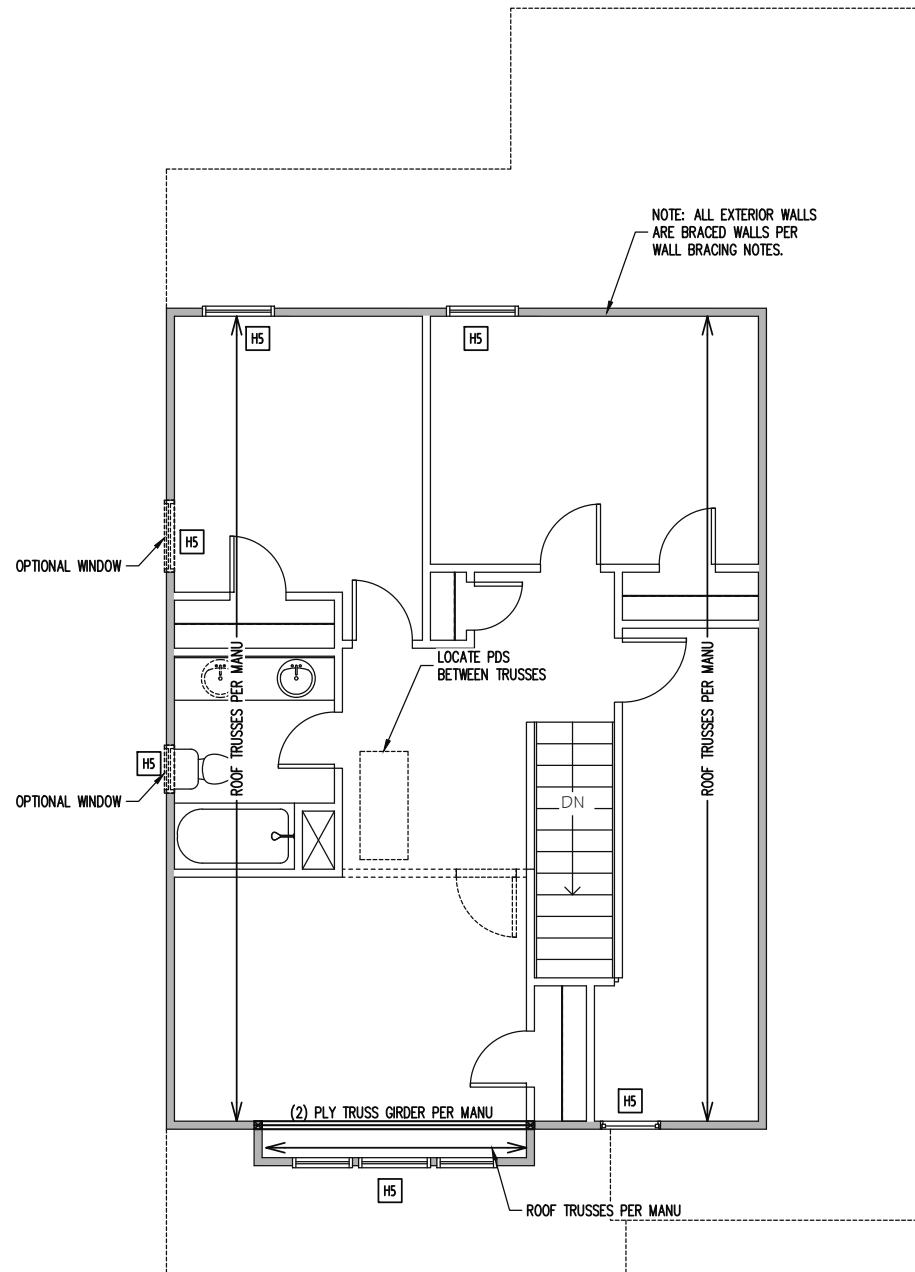 NOTE: ALL EXTERIOR WALLS
ARE BRACED WALLS PER
WALL BRACING NOTES.
H5
H5
H5
OPTIONAL WINDOW
ROOF TRUSSES PER MANU
ROOF TRUSSES PER MANU
LOCATE PDS
BETWEEN TRUSSES
H5
OPTIONAL WINDOW
DN
H5
(2) PLY TRUSS GIRDER PER MANU
H5
ROOF TRUSSES PER MANU